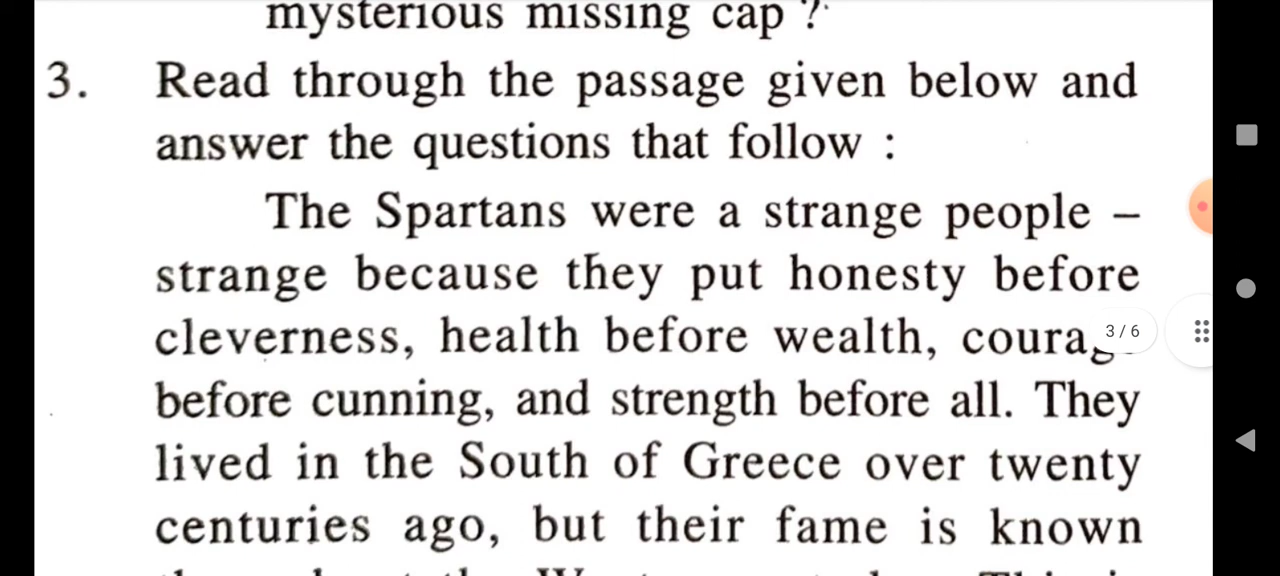 mysterious missing cap ?
3. Read through the passage given below and
answer the questions that follow :
The Spartans were a strange people –
strange because they put honesty before
cleverness, health before wealth,
3 / 6
before cunning, and strength before all. They
lived in the South of Greece over twenty
centuries ago, but their fame is known